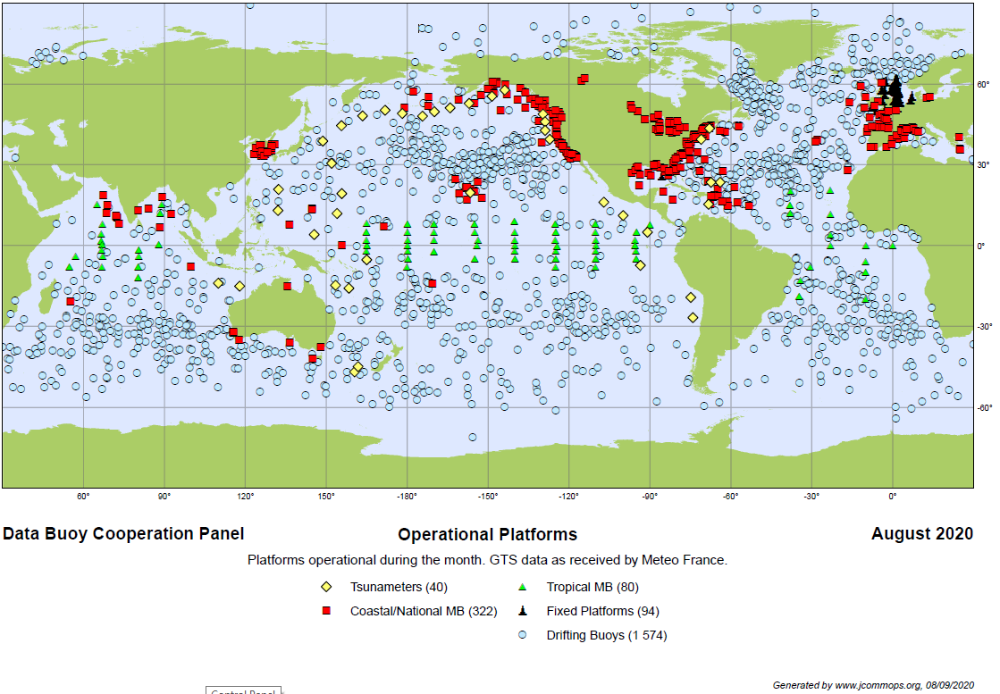 60°
30°
0°
-30°
-60°
60° 90° 120° 150° -180° -150° -120° -90° -60° -30° 0°
Data Buoy Cooperation Panel Operational Platforms August 2020
Platforms operational during the month. GTS data as received by Meteo France.
Tsunameters (40) Tropical MB (80)
Coastal/National MB (322) Fixed Platforms (94)
Drifting Buoys (1 574)
Generated by www.jcommops.org, 08/09/2020
Control Panel